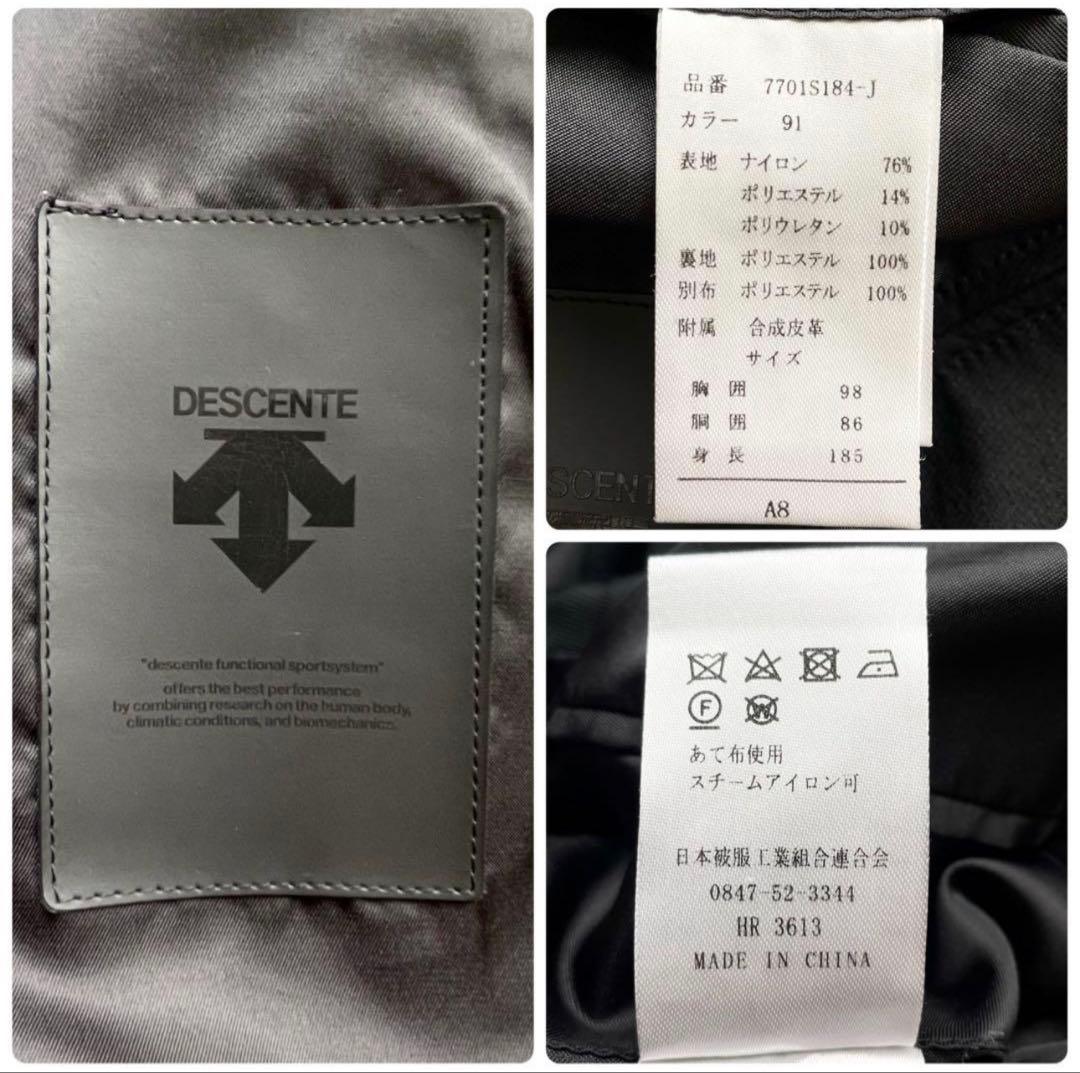 DESCENTE
"descente functional sportsystem"
offers the best performance
by combining research on the human body,
climatic conditions, and biomechanics.
品番 7701S184-J
カラー 91
表地 ナイロン 76%
ポリエステル 14%
ポリウレタン 10%
裏地 ポリエステル 100%
別布 ポリエステル 100%
附属 合成皮革
サイズ
胸囲 98
胴囲 86
身長 185
A8
SCENT
F W
あて布使用
スチームアイロン可
日本被服工業組合連合会
0847-52-3344
HR 3613
MADE IN CHINA